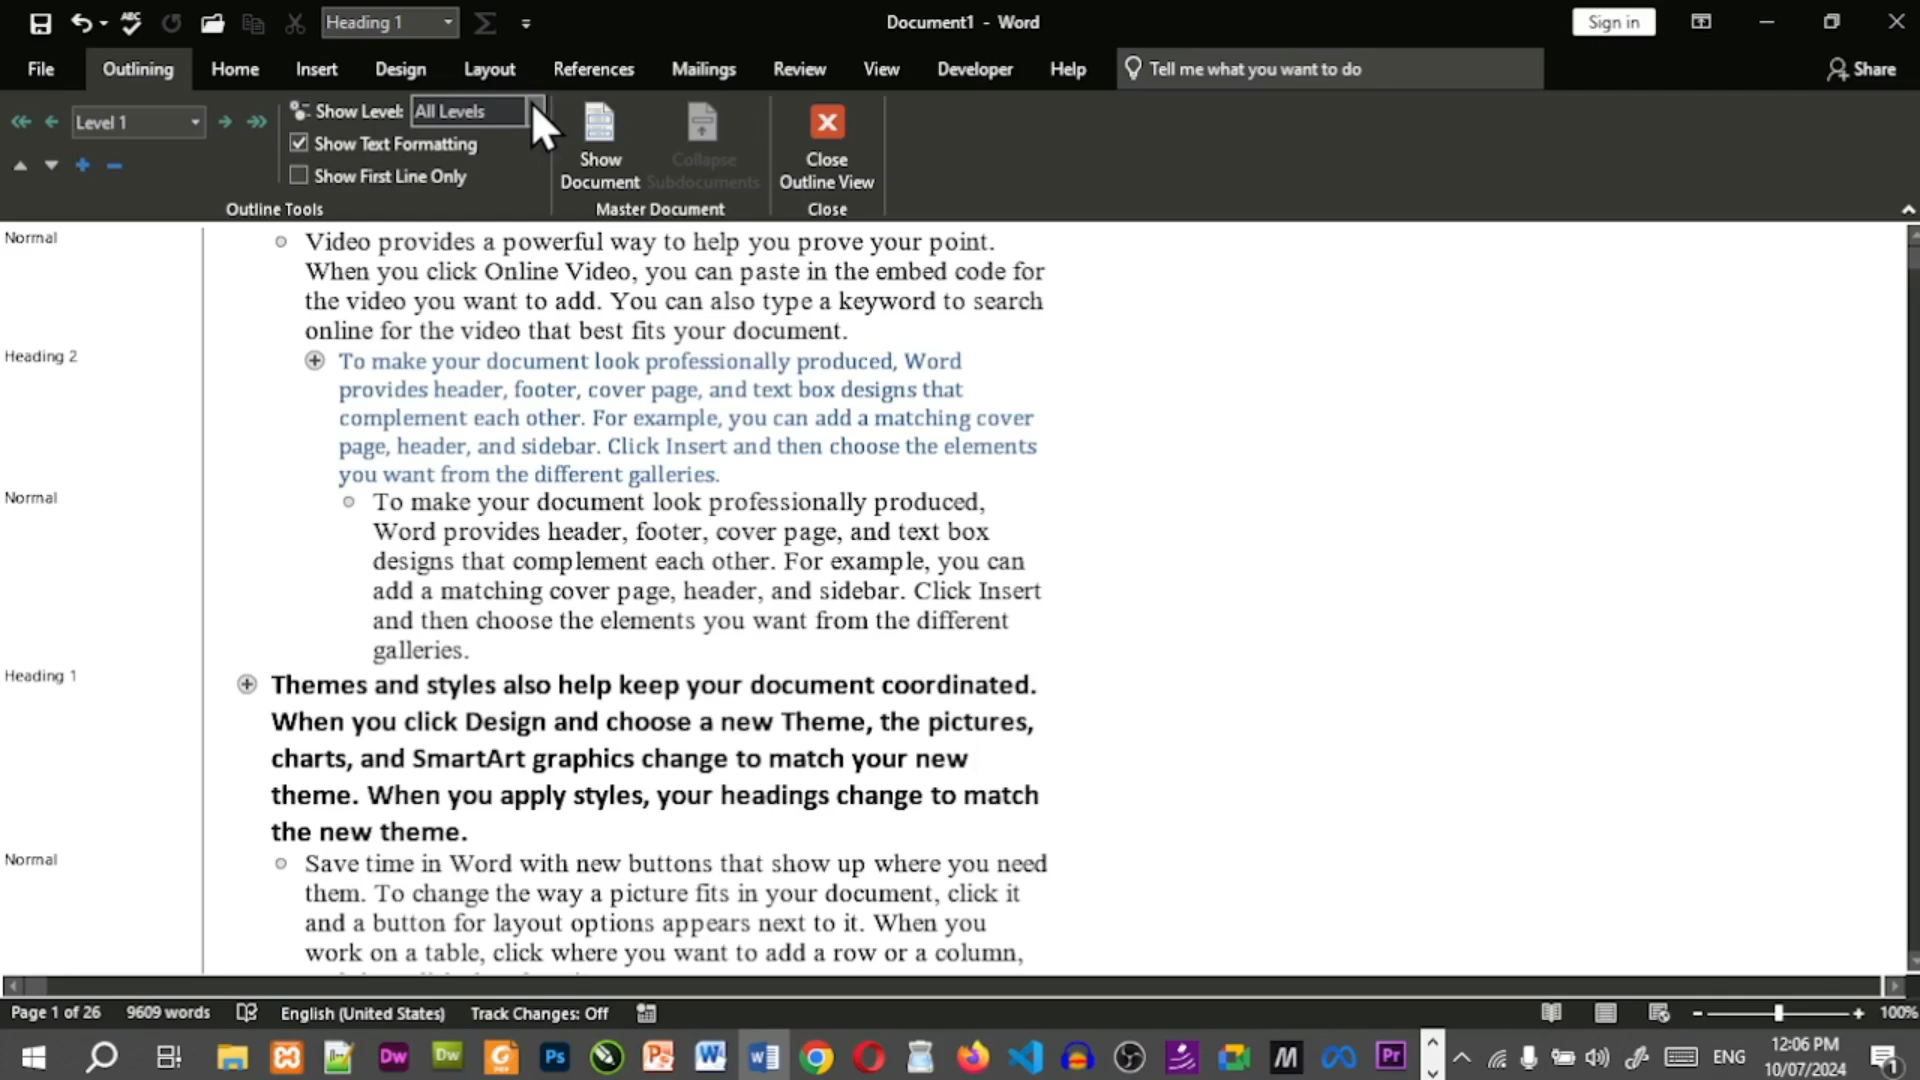 Heading 1
Document1 - Word
Sign in
File
Outlining
Home
Insert
Design
Layout
References
Mailings
Review
View
Developer
Help
Tell me what you want to do
Share
Level 1
Show Level: All Levels
Show Text Formatting
Show First Line Only
Outline Tools
Show
Document
Collapse
Subdocuments
Master Document
Close
Outline View
Close
Normal
Video provides a powerful way to help you prove your point.
When you click Online Video, you can paste in the embed code for
the video you want to add. You can also type a keyword to search
online for the video that best fits your document.
Heading 2
To make your document look professionally produced, Word
provides header, footer, cover page, and text box designs that
complement each other. For example, you can add a matching cover
page, header, and sidebar. Click Insert and then choose the elements
you want from the different galleries.
Normal
To make your document look professionally produced,
Word provides header, footer, cover page, and text box
designs that complement each other. For example, you can
add a matching cover page, header, and sidebar. Click Insert
and then choose the elements you want from the different
galleries.
Heading 1
Themes and styles also help keep your document coordinated.
When you click Design and choose a new Theme, the pictures,
charts, and SmartArt graphics change to match your new
theme. When you apply styles, your headings change to match
the new theme.
Normal
Save time in Word with new buttons that show up where you need
them. To change the way a picture fits in your document, click it
and a button for layout options appears next to it. When you
work on a table, click where you want to add a row or a column,
Page 1 of 26
9609 words
English (United States)
Track Changes: Off
100%
ENG
12:06 PM
10/07/2024